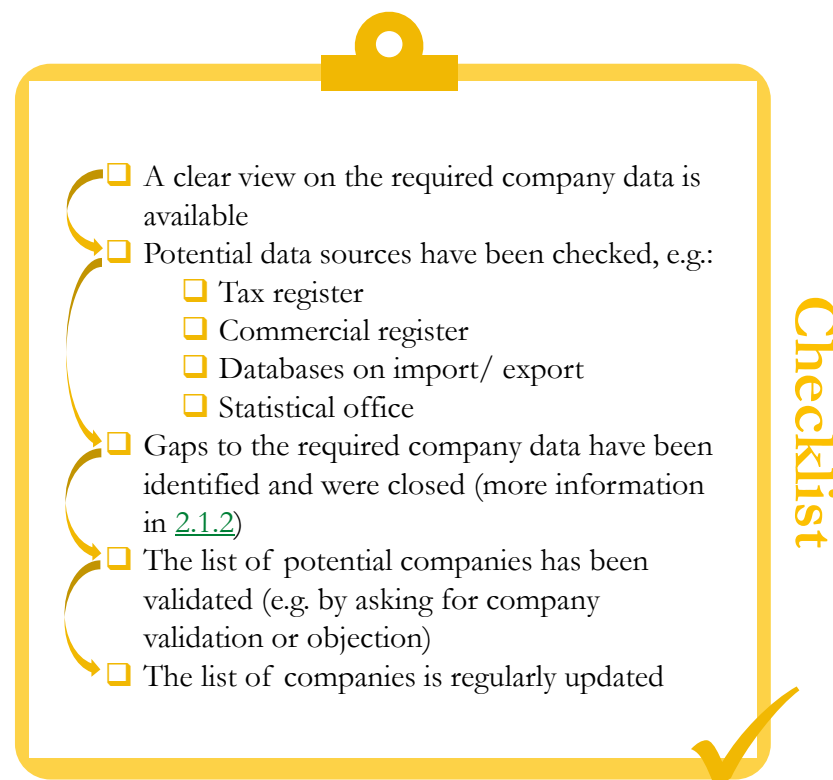 A clear view on the required company data is
available
Potential data sources have been checked, e.g.:
Tax register
Commercial register
Databases on import/ export
Statistical office
Gaps to the required company data have been
identified and were closed (more information
in 2.1.2)
The list of potential companies has been
validated (e.g. by asking for company
validation or objection)
The list of companies is regularly updated
Checklist